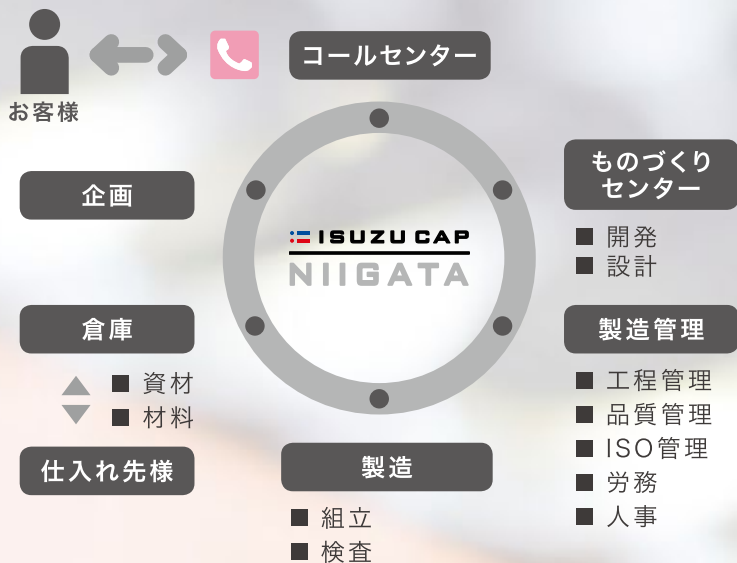 お客様
コールセンター
企画
ISUZU CAP
NIIGATA
ものづくり
センター
■ 開発
■ 設計
倉庫
■ 資材
■ 材料
仕入れ先様
製造管理
■ 工程管理
■ 品質管理
■ ISO管理
■ 労務
■ 人事
製造
■ 組立
■ 検査